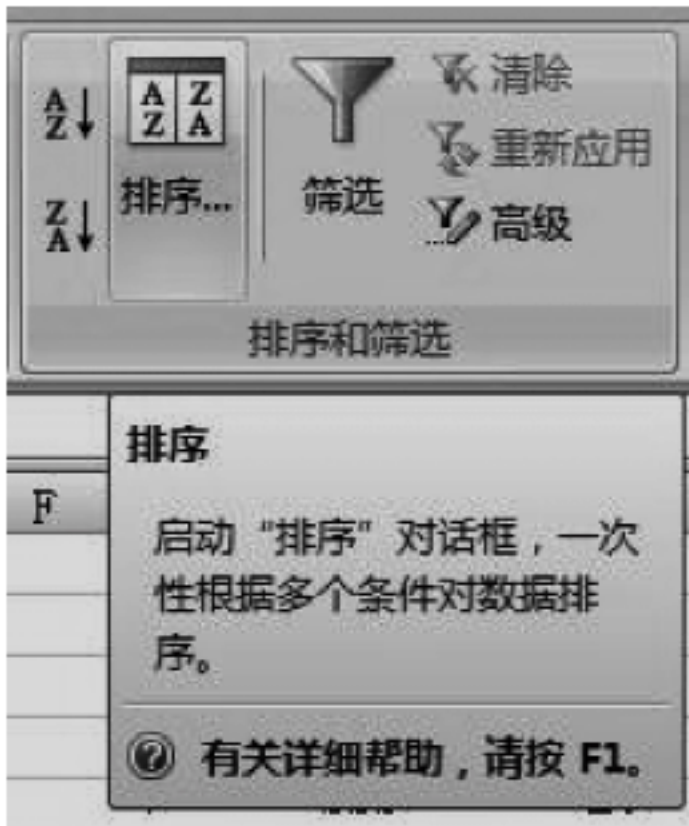 A
Z
Z
A
A Z
Z A
排序...
筛选
清除
重新应用
高级
排序和筛选
F
排序
启动“排序”对话框，一次
性根据多个条件对数据排
序。
有关详细帮助，请按 F1。